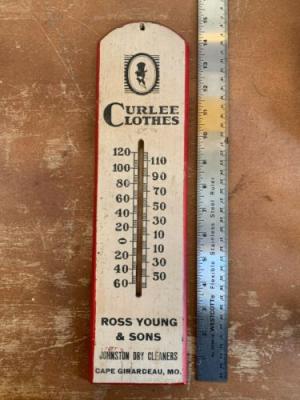 CURLEE
CLOTHES
120
110
100
90
80
70
60
50
40
30
20
10
0
10
20
30
40
50
60
ROSS YOUNG
& SONS
JOHNSTON DRY CLEANERS
CAPE GIRARDEAU, MO.
WESTCOTT® Flexible Stainless Steel Ruler